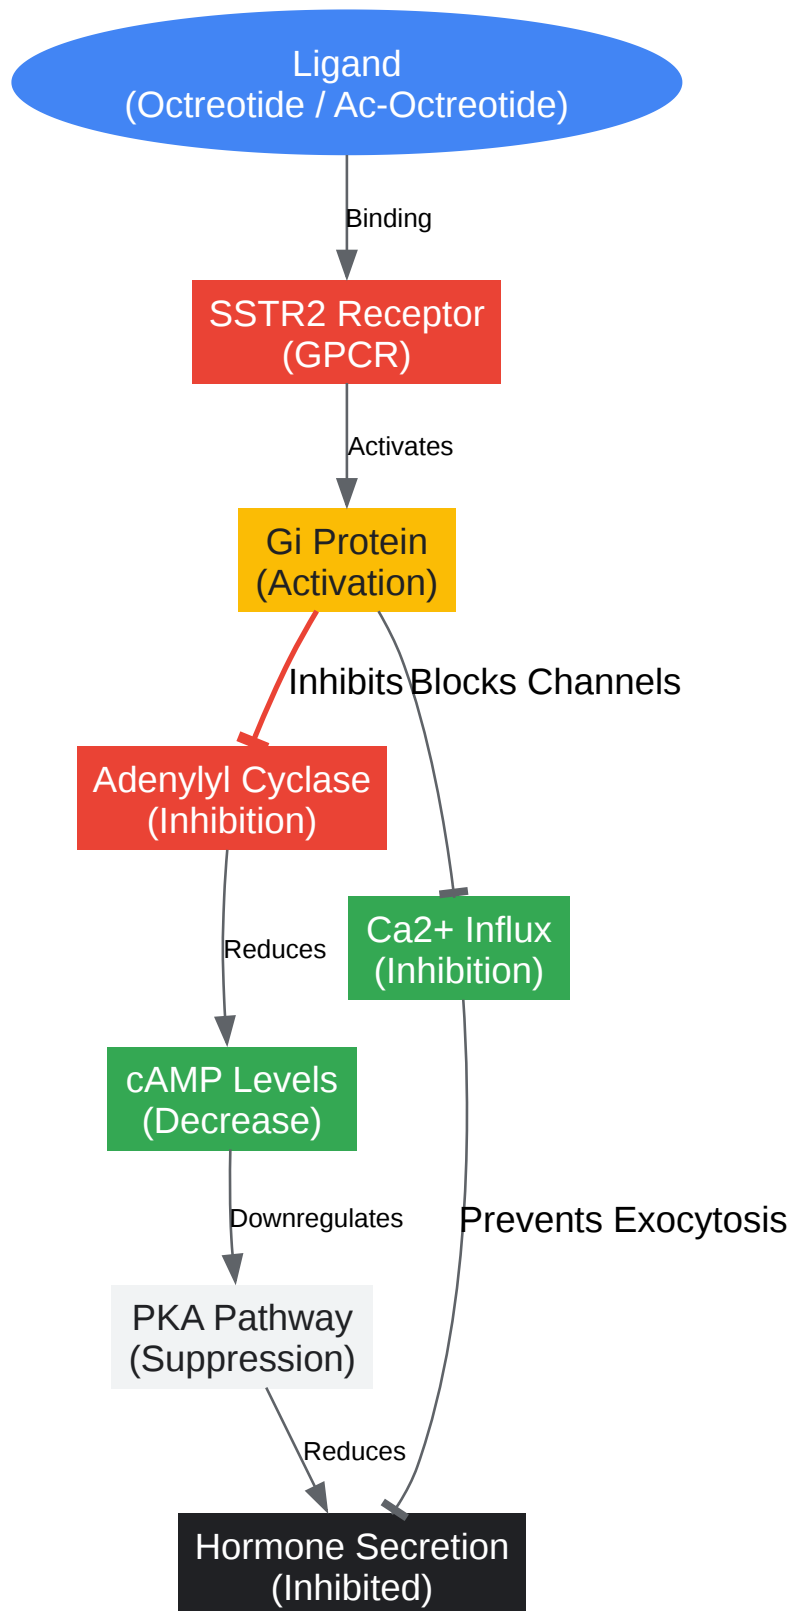 Ligand
(Octreotide / Ac-Octreotide)
Binding
SSTR2 Receptor
(GPCR)
Activates
Gi Protein
(Activation)
Inhibits
Blocks Channels
Adenylyl Cyclase
(Inhibition)
Ca2+ Influx
(Inhibition)
Reduces
cAMP Levels
(Decrease)
Downregulates
Prevents Exocytosis
PKA Pathway
(Suppression)
Reduces
Hormone Secretion
(Inhibited)